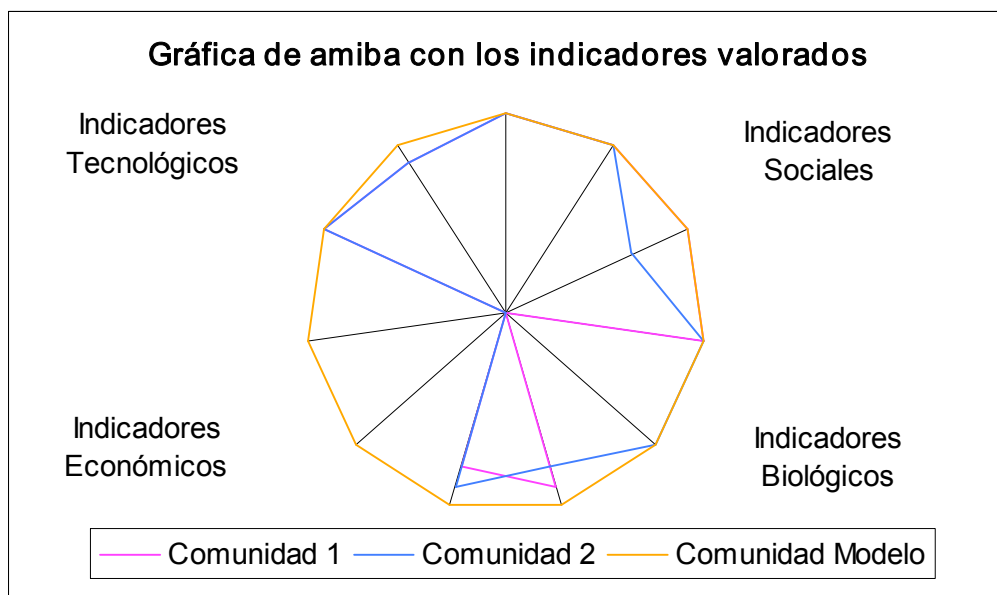 Gráfica de amiba con los indicadores valorados
Indicadores
Tecnológicos
Indicadores
Sociales
Indicadores
Económicos
Indicadores
Biológicos
Comunidad 1
Comunidad 2
Comunidad Modelo